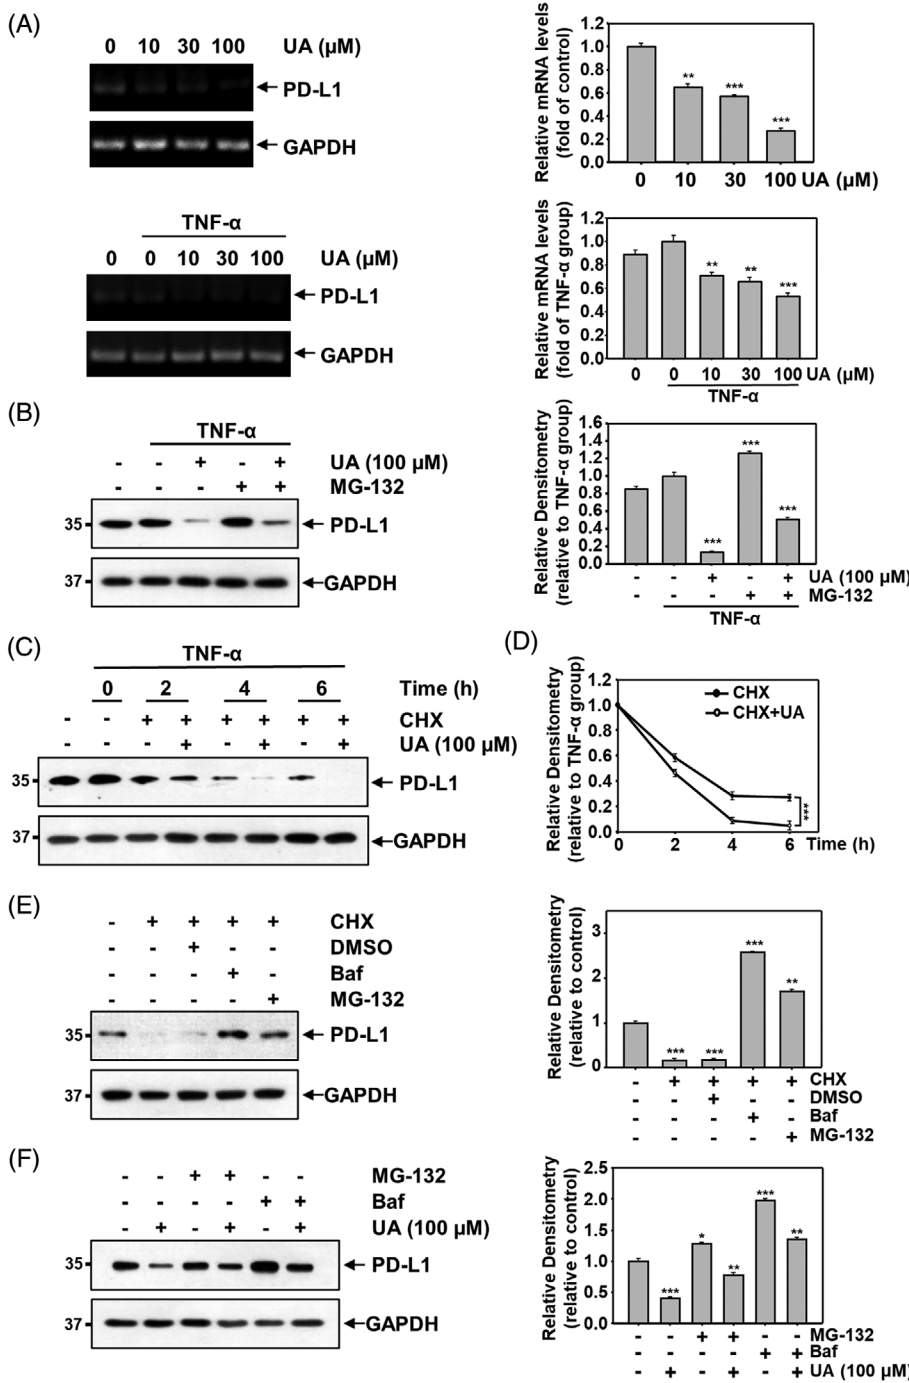 (A)
0 10 30 100 UA (μM)
PD-L1
GAPDH
Relative mRNA levels
(fold of control)
1.2
1.0
0.8
0.6
0.4
0.2
0.0
** *** ***
0 10 30 100 UA (μM)
TNF-α
0 0 10 30 100 UA (μM)
PD-L1
GAPDH
Relative mRNA levels
(fold of TNF-α group)
1.2
1.0
0.8
0.6
0.4
0.2
0.0
** ** ***
0 0 10 30 100 UA (μM)
TNF-α
(B)
TNF-α
- - + - + UA (100 μM)
- - - + + MG-132
35 PD-L1
37 GAPDH
Relative Densitometry
(relative to TNF-α group)
1.6
1.4
1.2
1.0
0.8
0.6
0.4
0.2
0.0
*** *** ***
- - + - + UA (100 μM)
- - - + + MG-132
TNF-α
(C)
TNF-α
0 2 4 6 Time (h)
- - + + + + + + CHX
- - - + - + - + UA (100 μM)
35 PD-L1
37 GAPDH
(D)
Relative Densitometry
(relative to TNF-α group)
1.2
1.0
0.8
0.6
0.4
0.2
0.0
CHX
CHX+UA
***
0 2 4 6 Time (h)
(E)
- + + + + CHX
- - + - - DMSO
- - - + - Baf
- - - - + MG-132
35 PD-L1
37 GAPDH
Relative Densitometry
(relative to control)
3
2
1
0
*** *** *** **
- + + + + CHX
- - + - - DMSO
- - - + - Baf
- - - - + MG-132
(F)
- - + + - - MG-132
- - - - + + Baf
- + - + - + UA (100 μM)
35 PD-L1
37 GAPDH
Relative Densitometry
(relative to control)
2.5
2.0
1.5
1.0
0.5
0.0
*** * ** *** **
- - + + - - MG-132
- - - - + + Baf
- + - + - + UA (100 μM)